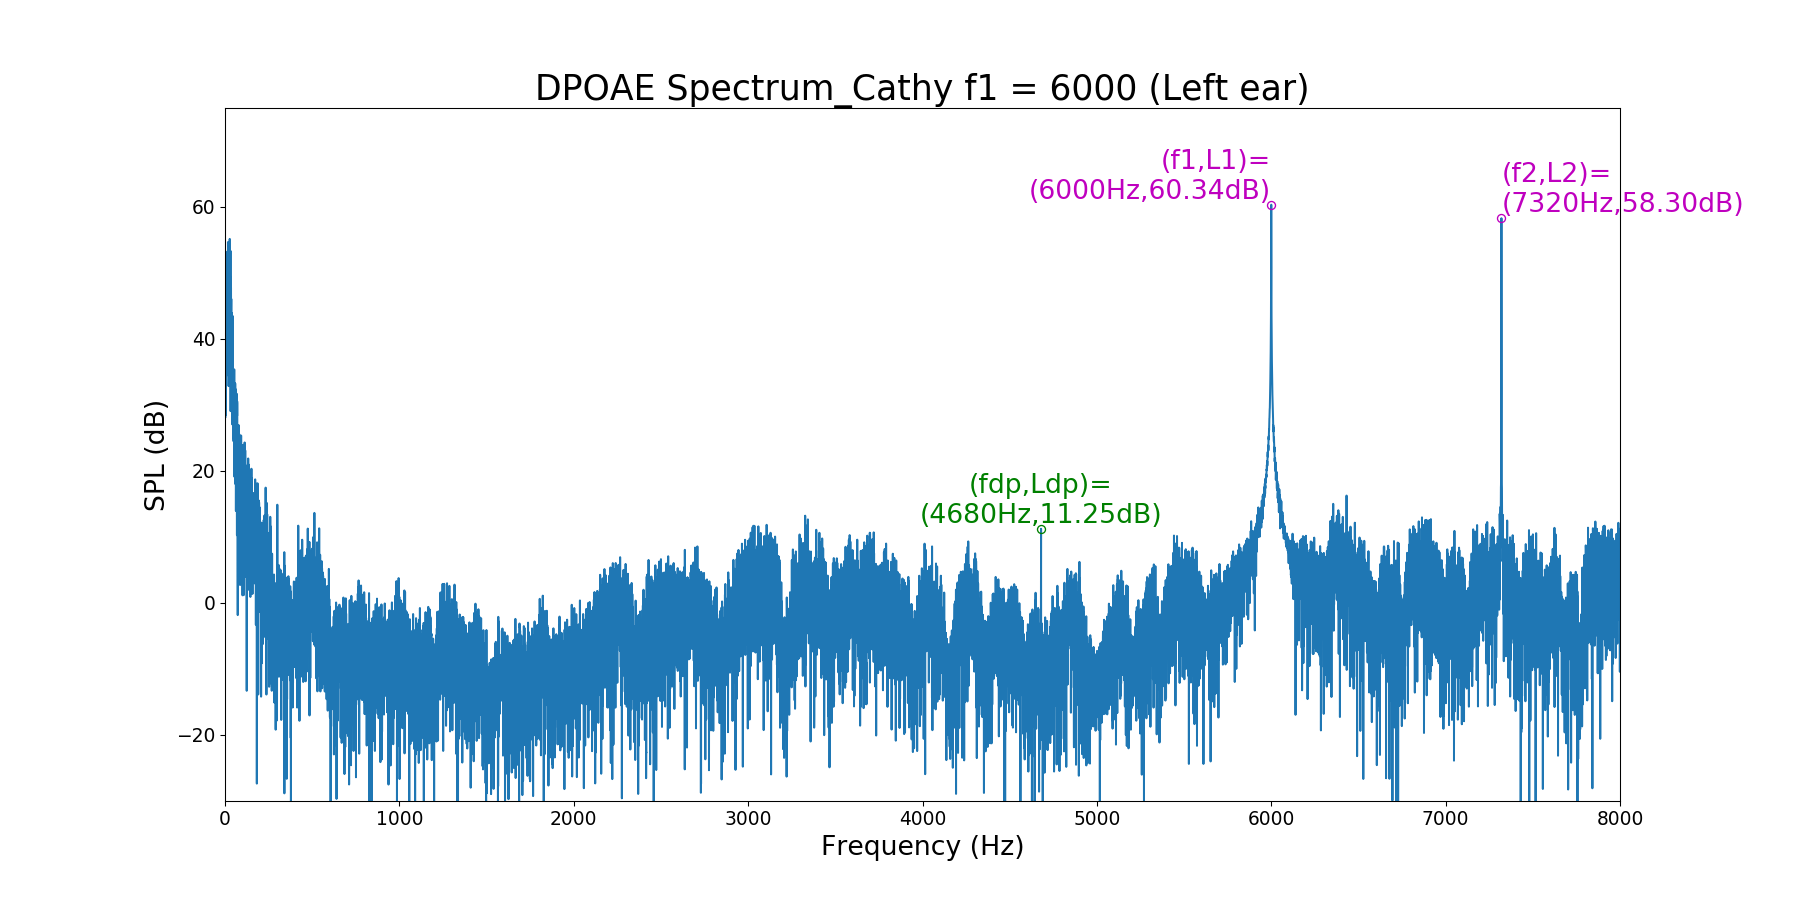 DPOAE Spectrum_Cathy f1 = 6000 (Left ear)
(f1,L1)=
(6000Hz,60.34dB)
(f2,L2)=
(7320Hz,58.30dB)
(fdp,Ldp)=
(4680Hz,11.25dB)
SPL (dB)
60
40
20
0
−20
0 1000 2000 3000 4000 5000 6000 7000 8000
Frequency (Hz)